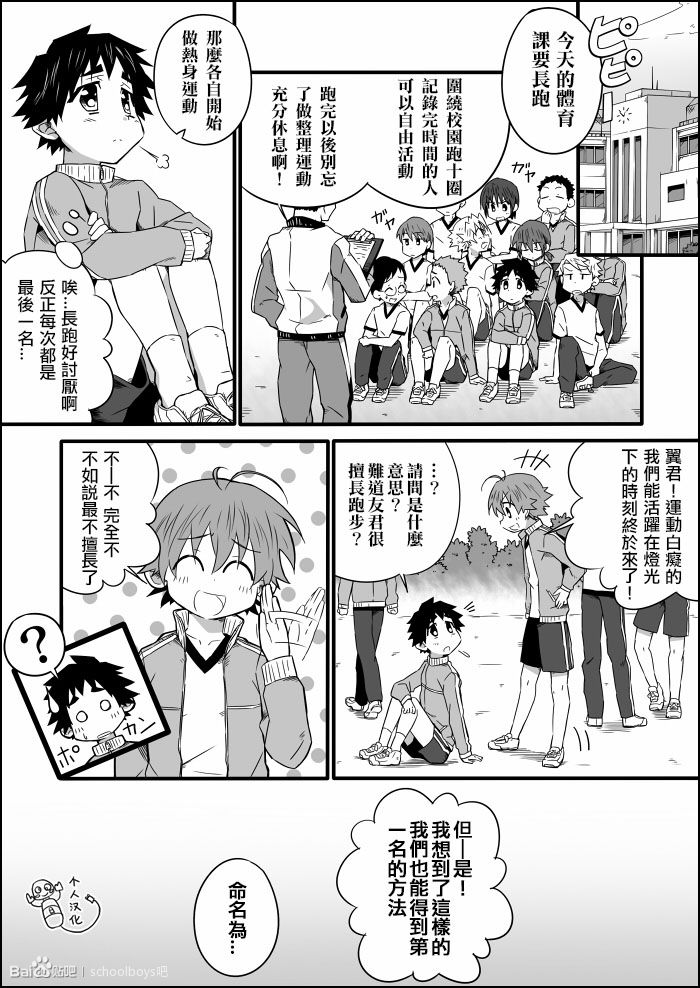 ピピー
今天的體育
課要長跑
圍繞校園跑十圈
記錄完時間的人
可以自由活動
跑完以後別忘
了做整理運動
充分休息啊！
ガヤ
ガヤ
那麼各自開始
做熱身運動
唉…長跑好討厭啊
反正每次都是
最後一名…
翼君！運動白癡的
我們能活躍在燈光
下的時刻終於來了！
…？
請問是什麼
意思？
難道友君很
擅長跑步？
不—不 完全不
不如說最不擅長了
？
ポカーン
但—是！
我想到了這樣的
我們也能得到第
一名的方法
命名為…
个人汉化
Bai 贴吧 | schoolboys吧